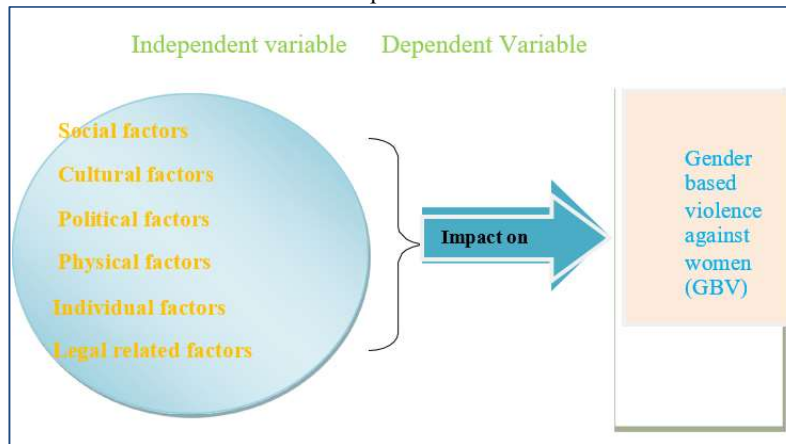 Independent variable Dependent Variable
Social factors
Cultural factors
Political factors
Physical factors
Individual factors
Legal related factors
Impact on
Gender
based
violence
against
women
(GBV)